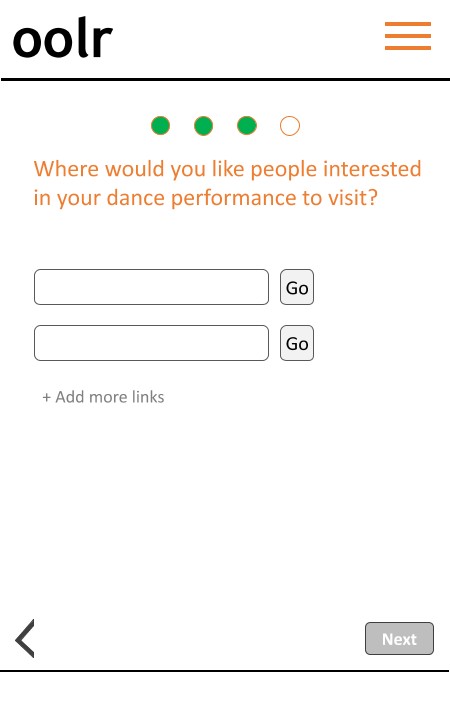 oolr
Where would you like people interested
in your dance performance to visit?
Go
Go
+ Add more links
Next